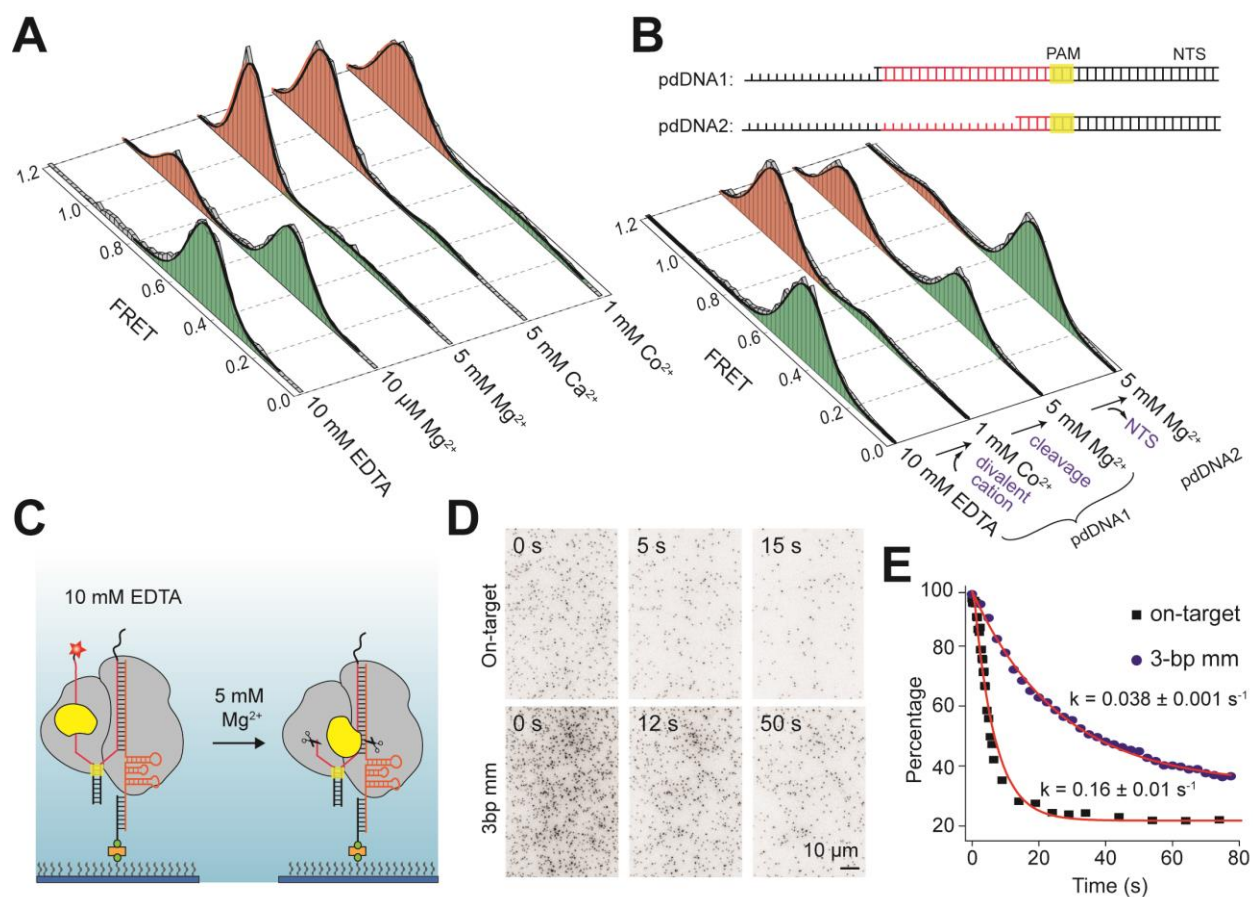 A
1.2
1.0
0.8
0.6
0.4
0.2
0.0
FRET
10 mM EDTA
10 µM Mg²⁺
5 mM Mg²⁺
5 mM Ca²⁺
1 mM Co²⁺
B
PAM
NTS
pdDNA1:
pdDNA2:
1.2
1.0
0.8
0.6
0.4
0.2
0.0
FRET
10 mM EDTA
divalent
cation
1 mM Co²⁺
cleavage
5 mM Mg²⁺
NTS
5 mM Mg²⁺
pdDNA1
pdDNA2
C
10 mM EDTA
5 mM
Mg²⁺
D
On-target
0 s
5 s
15 s
3bp mm
0 s
12 s
50 s
10 µm
E
100
80
60
40
20
Percentage
on-target
3-bp mm
k = 0.038 ± 0.001 s⁻¹
k = 0.16 ± 0.01 s⁻¹
0
20
40
60
80
Time (s)